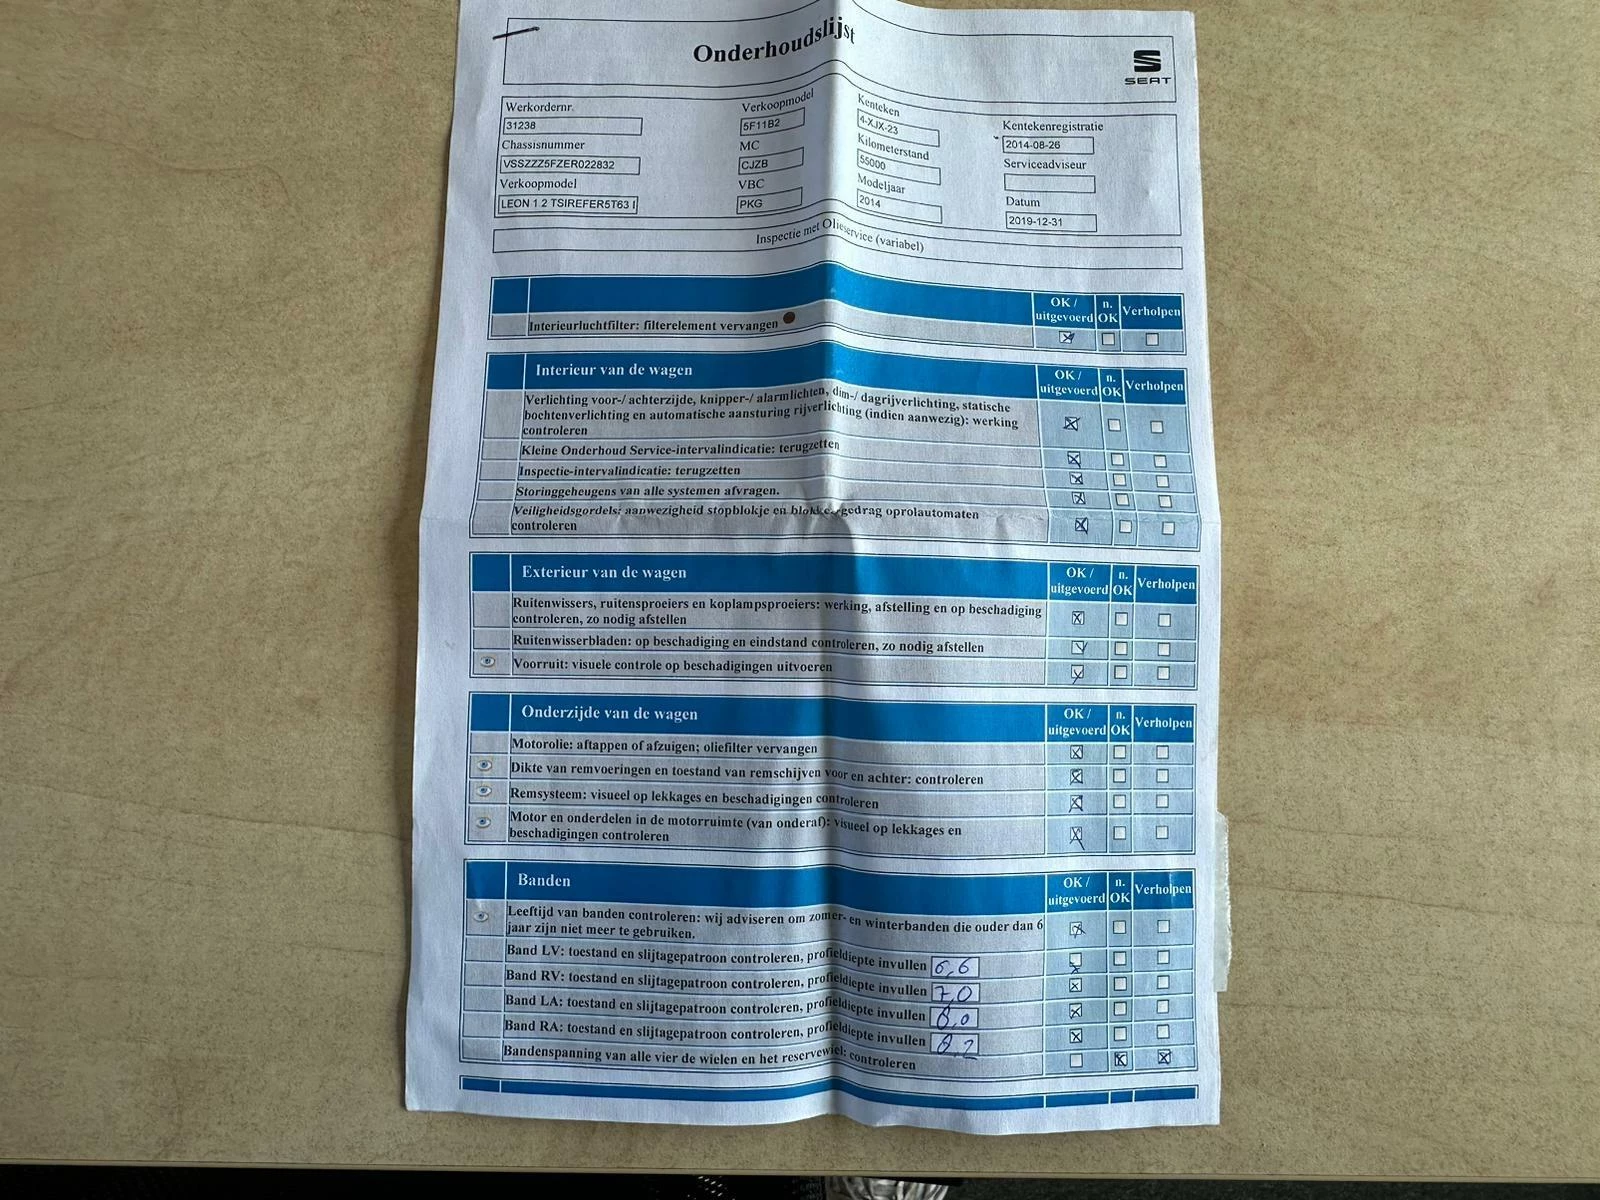 Onderhoudslijst
SEAT
Werkordernr.
31238
Chassisnummer
VSSZZZ5FZER022832
Verkoopmodel
LEON 1 2 TSIREFER5T63 I
Verkoopmodel
5F11B2
MC
CJZB
VBC
PKG
Kenteken
4-XJX-23
Kilometerstand
55000
Modeljaar
2014
Kentekenregistratie
2014-08-26
Serviceadviseur
Datum
2019-12-31
Inspectie met Olieservice (variabel)
OK / uitgevoerd n. OK Verholpen
Interieurluchtfilter: filterelement vervangen
Interieur van de wagen OK / uitgevoerd n. OK Verholpen
Verlichting voor-/ achterzijde, knipper-/ alarmlichten, dim-/ dagrijverlichting, statische
bochtenverlichting en automatische aansturing rijverlichting (indien aanwezig): werking
controleren
Kleine Onderhoud Service-intervalindicatie: terugzetten
Inspectie-intervalindicatie: terugzetten
Storinggeheugens van alle systemen afvragen.
Veiligheidsgordels: aanwezigheid stopblokje en blokkeergedrag oprolautomaten
controleren
Exterieur van de wagen OK / uitgevoerd n. OK Verholpen
Ruitenwissers, ruitensproeiers en koplampsproeiers: werking, afstelling en op beschadiging
controleren, zo nodig afstellen
Ruitenwisserbladen: op beschadiging en eindstand controleren, zo nodig afstellen
Voorruit: visuele controle op beschadigingen uitvoeren
Onderzijde van de wagen OK / uitgevoerd n. OK Verholpen
Motorolie: aftappen of afzuigen; oliefilter vervangen
Dikte van remvoeringen en toestand van remschijven voor en achter: controleren
Remsysteem: visueel op lekkages en beschadigingen controleren
Motor en onderdelen in de motorruimte (van onderaf): visueel op lekkages en
beschadigingen controleren
Banden OK / uitgevoerd n. OK Verholpen
Leeftijd van banden controleren: wij adviseren om zomer- en winterbanden die ouder dan 6
jaar zijn niet meer te gebruiken.
Band LV: toestand en slijtagepatroon controleren, profieldiepte invullen 6,6
Band RV: toestand en slijtagepatroon controleren, profieldiepte invullen 7,0
Band LA: toestand en slijtagepatroon controleren, profieldiepte invullen
Band RA: toestand en slijtagepatroon controleren, profieldiepte invullen
Bandenspanning van alle vier de wielen en het reservewiel: controleren